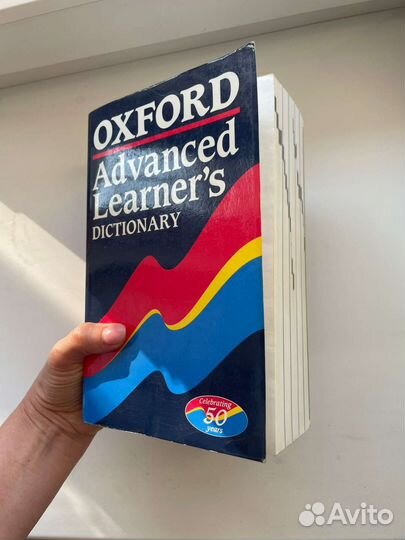 OXFORD
Advanced
Learner's
DICTIONARY
Celebrating
50
years
Avito